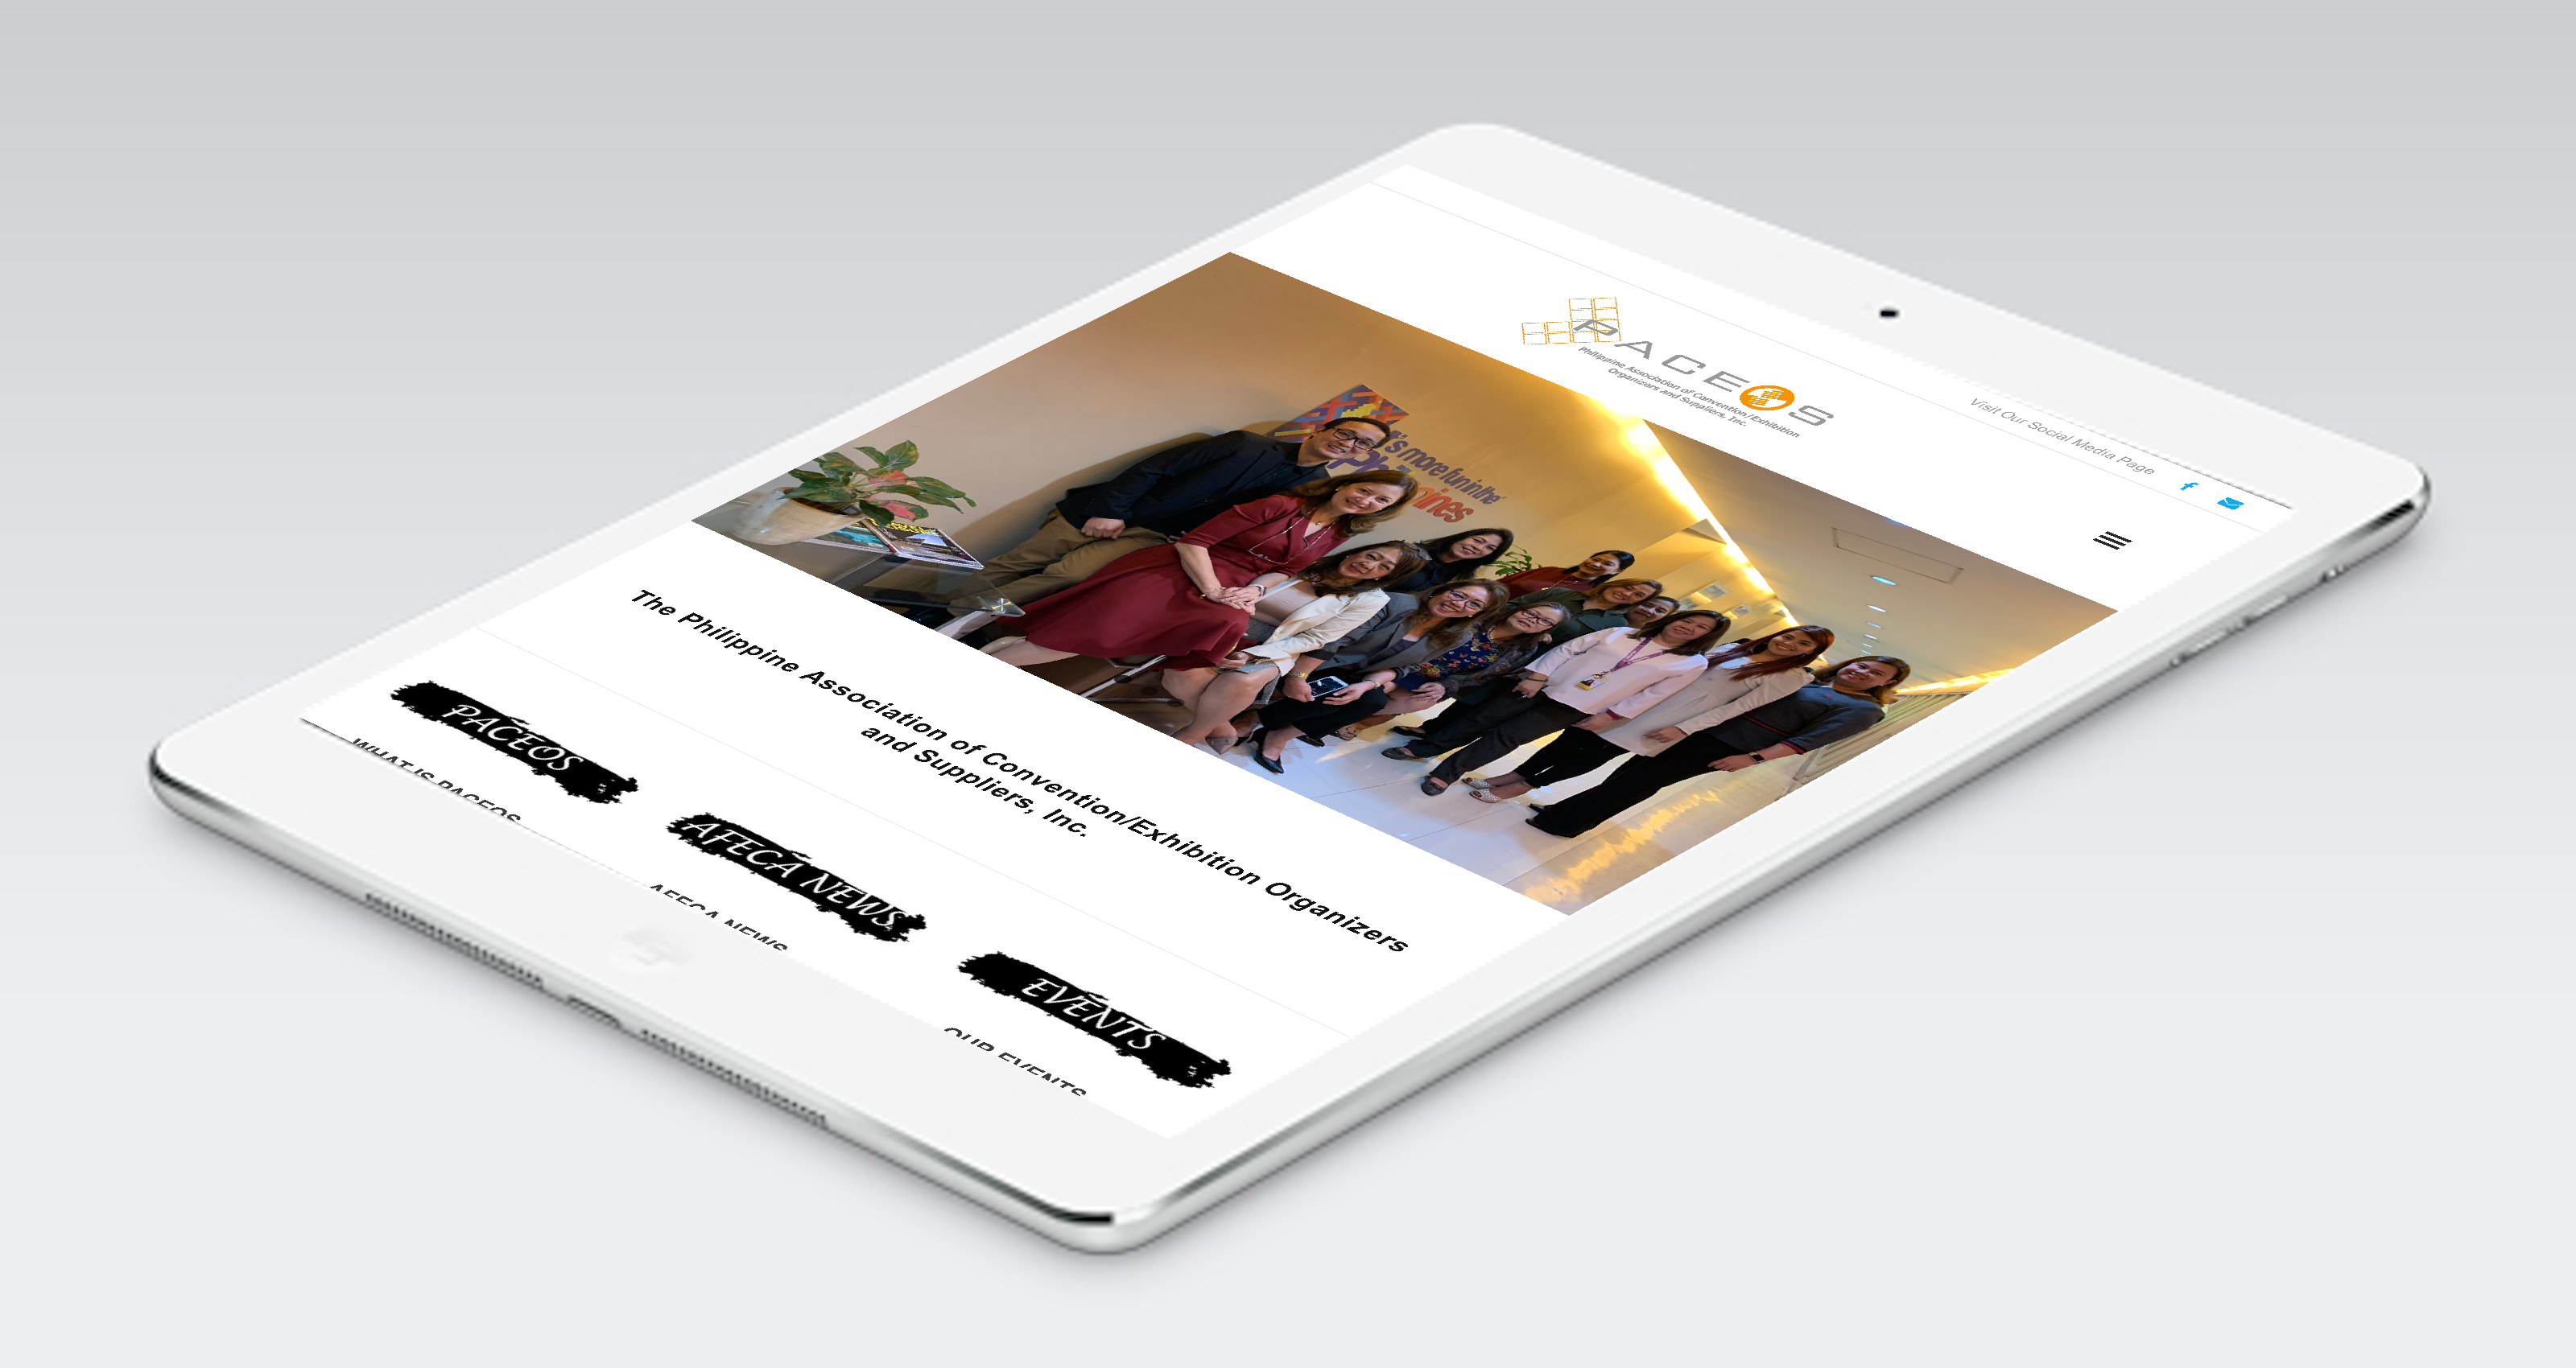 Visit Our Social Media Page
PACEOS
Philippine Association of Convention/Exhibition
Organizers and Suppliers, Inc.
It's more fun in the
Philippines
The Philippine Association of Convention/Exhibition Organizers
and Suppliers, Inc.
PACEOS
AFECA NEWS
EVENTS
WHAT IS PACEOS
AFECA NEWS
OUR EVENTS